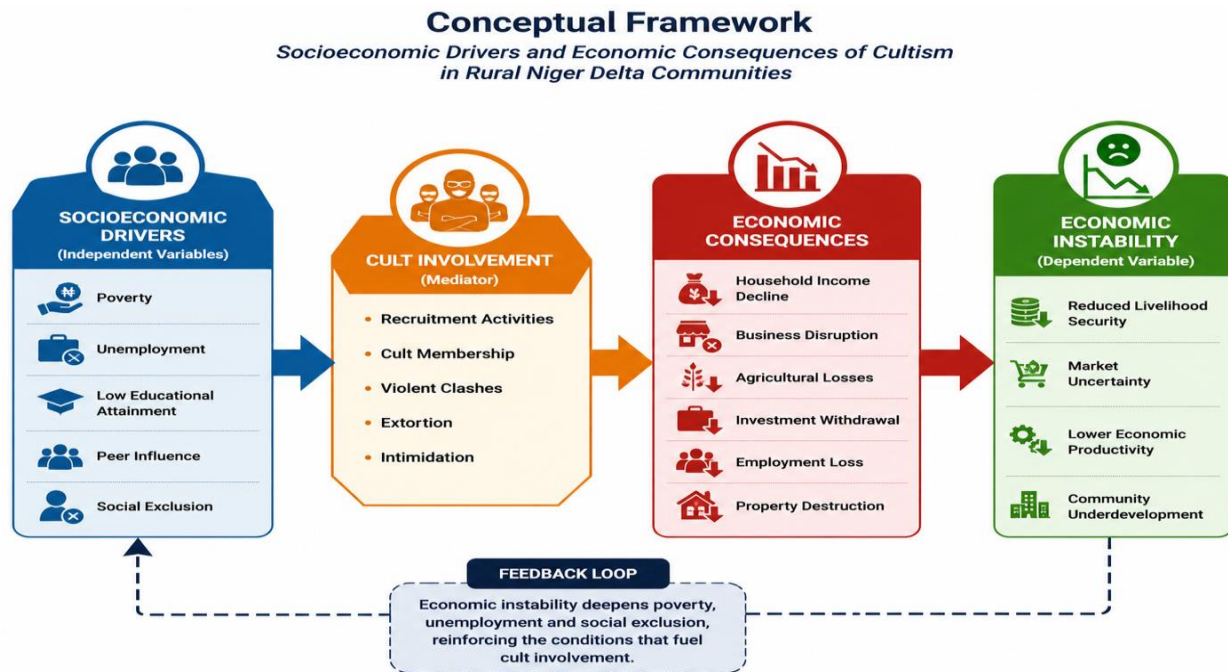 Conceptual Framework
Socioeconomic Drivers and Economic Consequences of Cultism
in Rural Niger Delta Communities
SOCIOECONOMIC
DRIVERS
(Independent Variables)
₦
Poverty
Unemployment
Low Educational
Attainment
Peer Influence
Social Exclusion
CULT INVOLVEMENT
(Mediator)
• Recruitment Activities
• Cult Membership
• Violent Clashes
• Extortion
• Intimidation
ECONOMIC
CONSEQUENCES
¥
Household Income
Decline
Business Disruption
Agricultural Losses
Investment Withdrawal
Employment Loss
Property Destruction
ECONOMIC
INSTABILITY
(Dependent Variable)
Reduced Livelihood
Security
Market
Uncertainty
Lower Economic
Productivity
Community
Underdevelopment
FEEDBACK LOOP
Economic instability deepens poverty,
unemployment and social exclusion,
reinforcing the conditions that fuel
cult involvement.